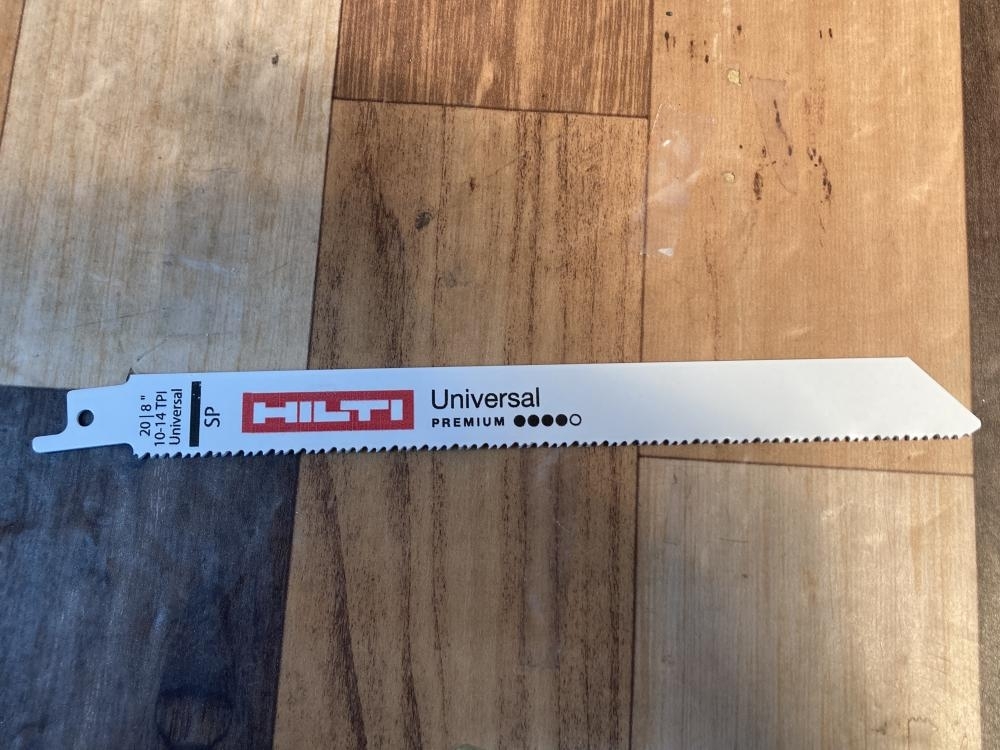 20 | 8"
10-14 TPI
Universal
SP
HILTI
Universal
PREMIUM